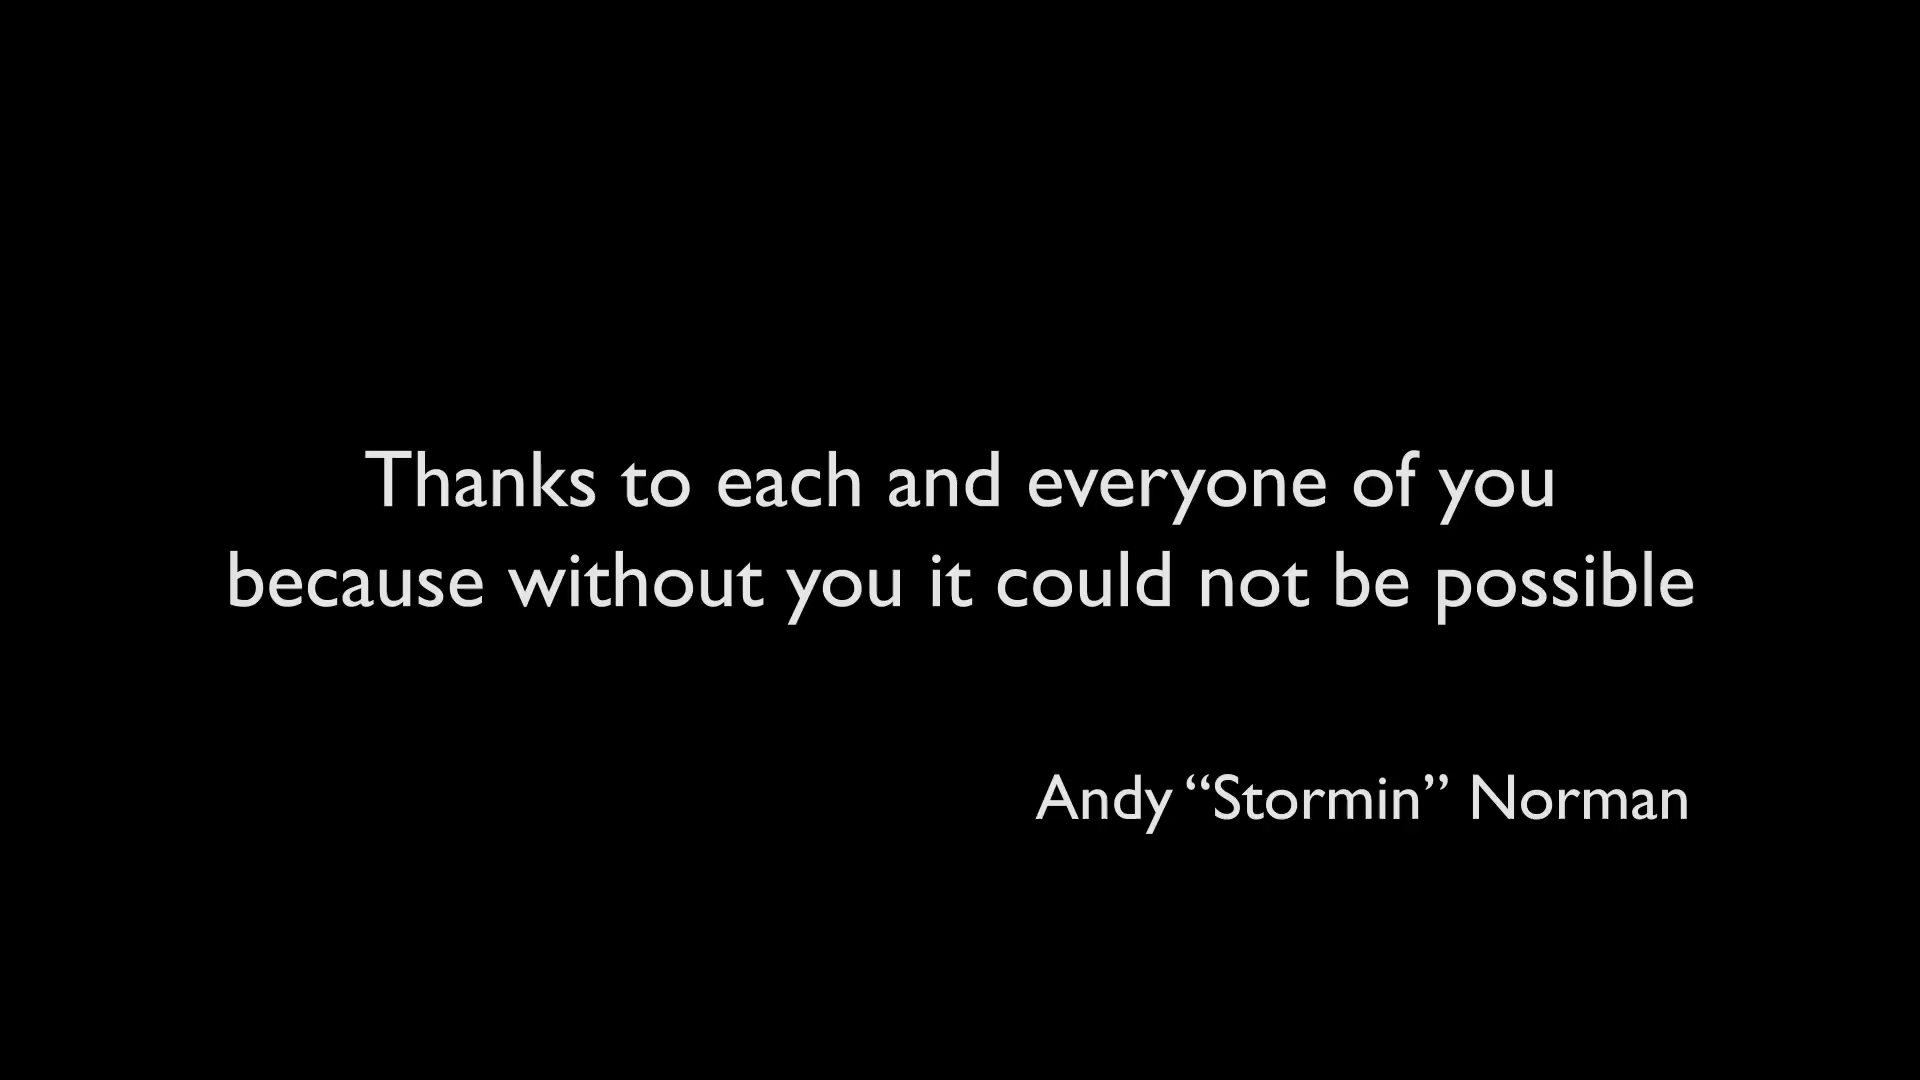 Thanks to each and everyone of you
because without you it could not be possible
Andy “Stormin” Norman